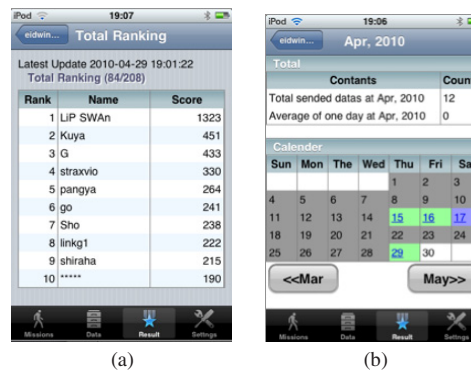 iPod 19:07
eidwin... Total Ranking
Latest Update 2010-04-29 19:01:22
Total Ranking (84/208)
Rank Name Score
1 LiP SWAn 1323
2 Kuya 451
3 G 433
4 straxvio 330
5 pangya 264
6 go 241
7 Sho 238
8 linkg1 222
9 shiraha 215
10 ***** 190
Missions Data Result Settings
(a)
iPod 19:06
eidwin... Apr, 2010
Total
Contants Coun
Total sended datas at Apr, 2010 12
Average of one day at Apr, 2010 0
Calender
Sun Mon The Wed Thu Fri Sa
1 2 3
4 5 6 7 8 9 10
11 12 13 14 15 16 17
18 19 20 21 22 23 24
25 26 27 28 29 30
<<Mar May>>
Missions Data Result Settings
(b)